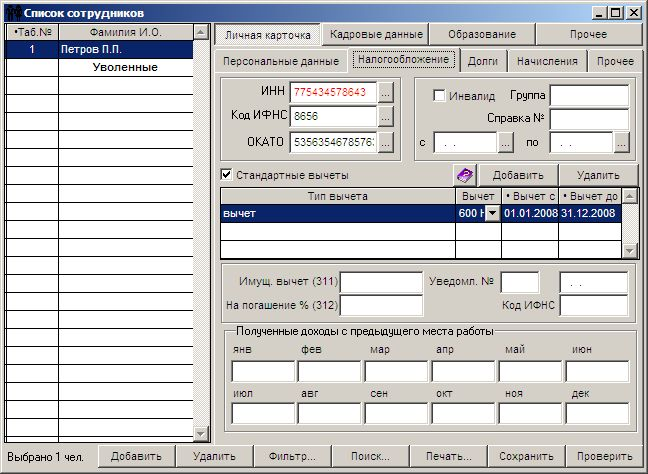 Список сотрудников
•Таб.№ Фамилия И.О.
1 Петров П.П.
Уволенные
Личная карточка Кадровые данные Образование Прочее
Персональные данные Налогообложение Долги Начисления Прочее
ИНН 775434578643 ...
Код ИФНС 8656 ...
ОКАТО ...
Инвалид Группа
Справка №
с . . ... по . . ...
Стандартные вычеты Добавить Удалить
Тип вычета Вычет • Вычет с • Вычет до
вычет 600 01.01.2008 31.12.2008
Имущ. вычет (311) Уведомл. № . .
На погашение % (312) Код ИФНС
Полученные доходы с предыдущего места работы
янв фев мар апр май июн
июл авг сен окт ноя дек
Выбрано 1 чел. Добавить Удалить Фильтр... Поиск... Печать... Сохранить Проверить